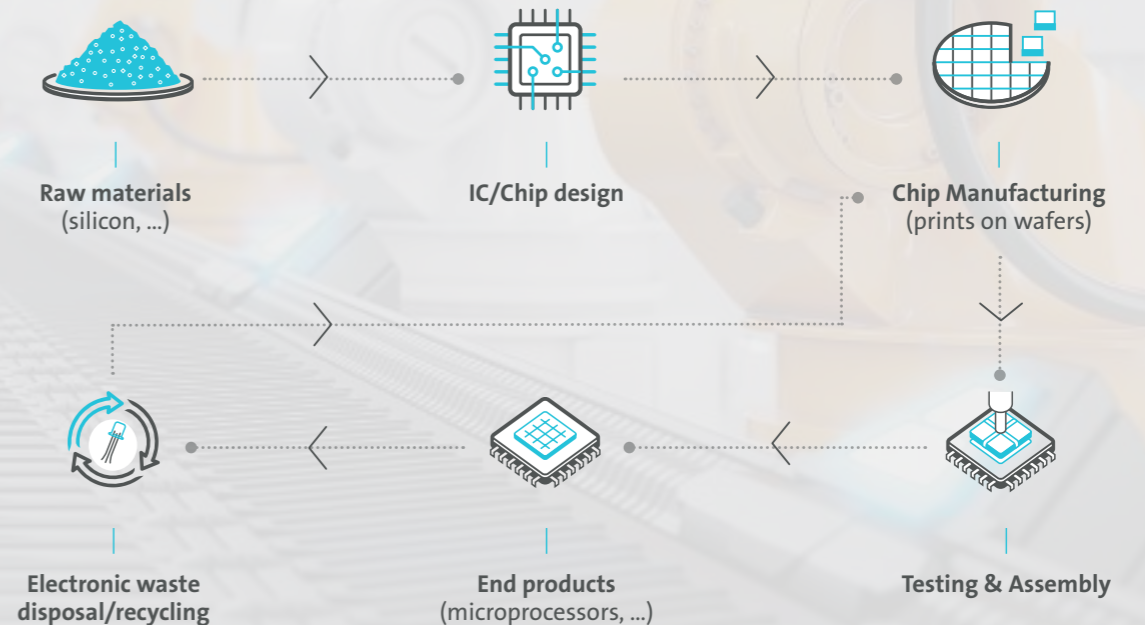 Raw materials
(silicon, ...)
IC/Chip design
Chip Manufacturing
(prints on wafers)
Electronic waste
disposal/recycling
End products
(microprocessors, ...)
Testing & Assembly